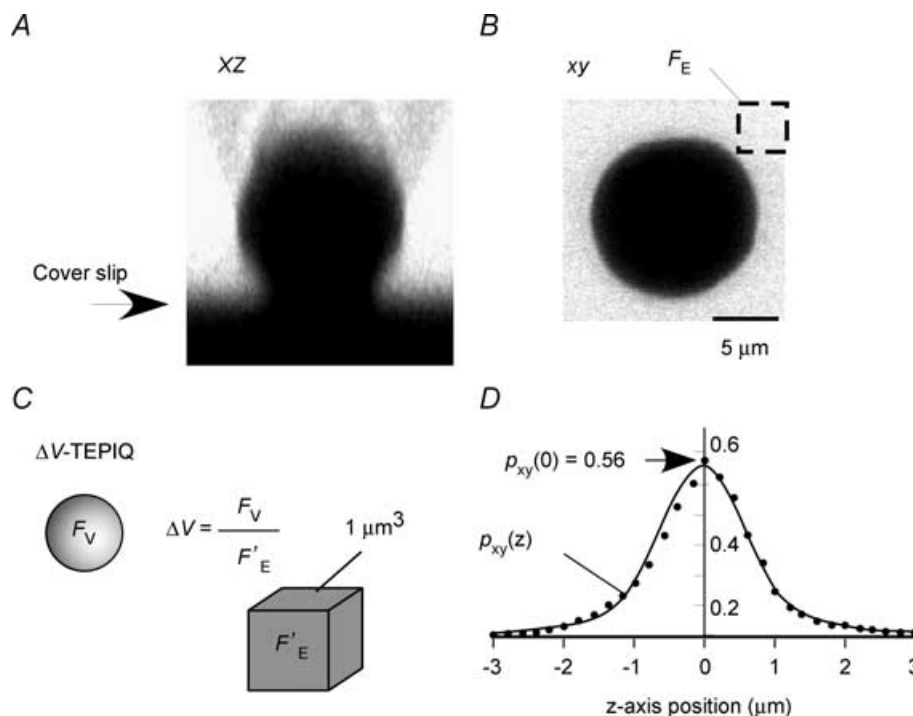 A
XZ
Cover slip
B
xy
F_E
5 μm
C
ΔV-TEPIQ
F_V
ΔV = F_V / F'_E
1 μm³
F'_E
D
p_xy(0) = 0.56
p_xy(z)
0.6
0.4
0.2
-3 -2 -1 0 1 2 3
z-axis position (μm)